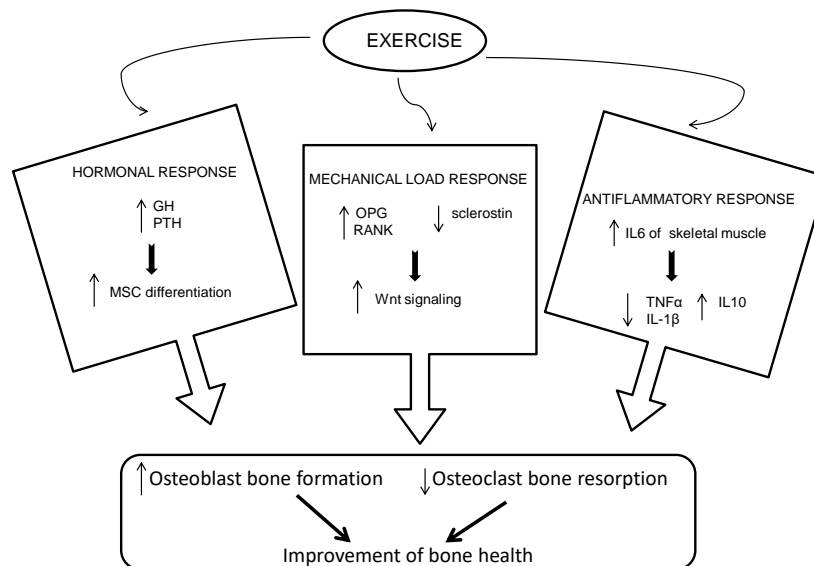 EXERCISE
HORMONAL RESPONSE
GH
PTH
MSC differentiation
MECHANICAL LOAD RESPONSE
OPG
RANK
sclerostin
Wnt signaling
ANTIFLAMMATORY RESPONSE
IL6 of skeletal muscle
TNFα
IL-1β
IL10
Osteoblast bone formation
Osteoclast bone resorption
Improvement of bone health